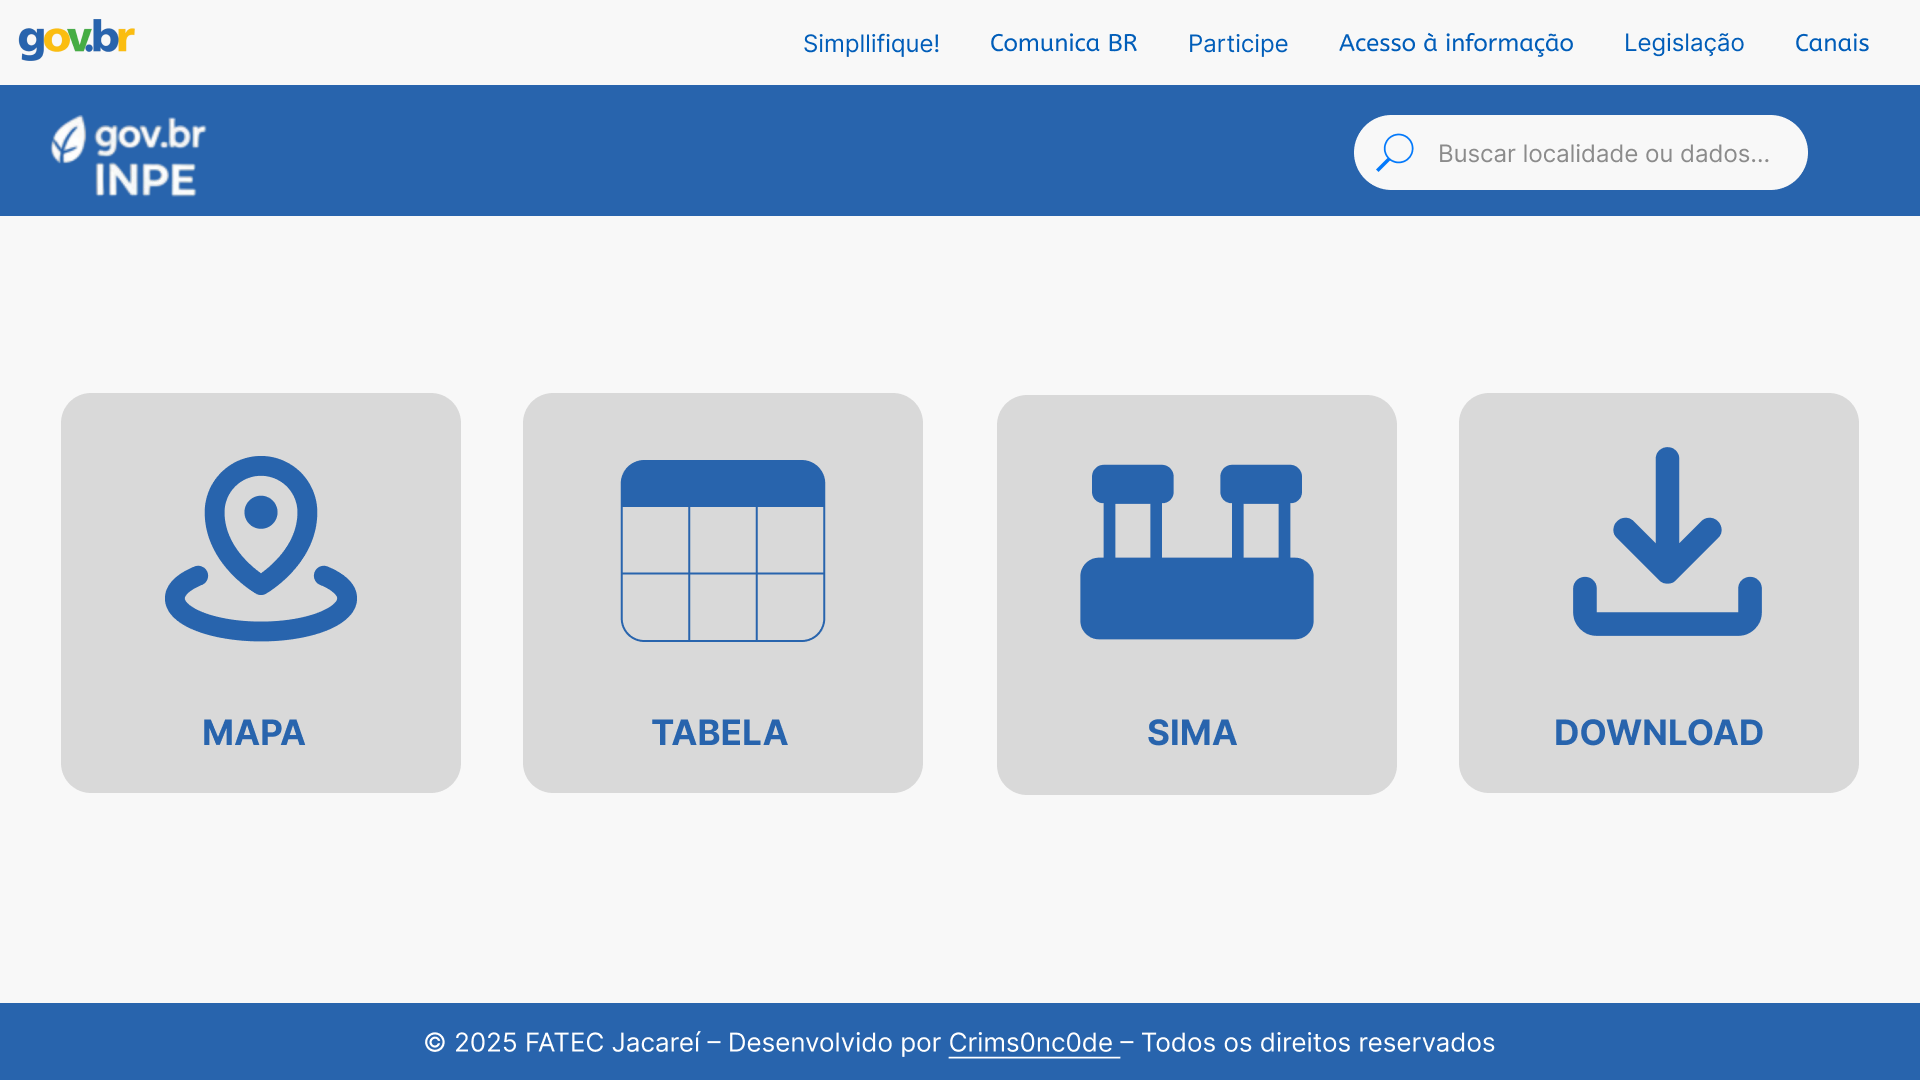 gov.br
Simpllifique!
Comunica BR
Participe
Acesso à informação
Legislação
Canais
gov.br
INPE
Buscar localidade ou dados...
MAPA
TABELA
SIMA
DOWNLOAD
© 2025 FATEC Jacareí – Desenvolvido por Crims0nc0de – Todos os direitos reservados